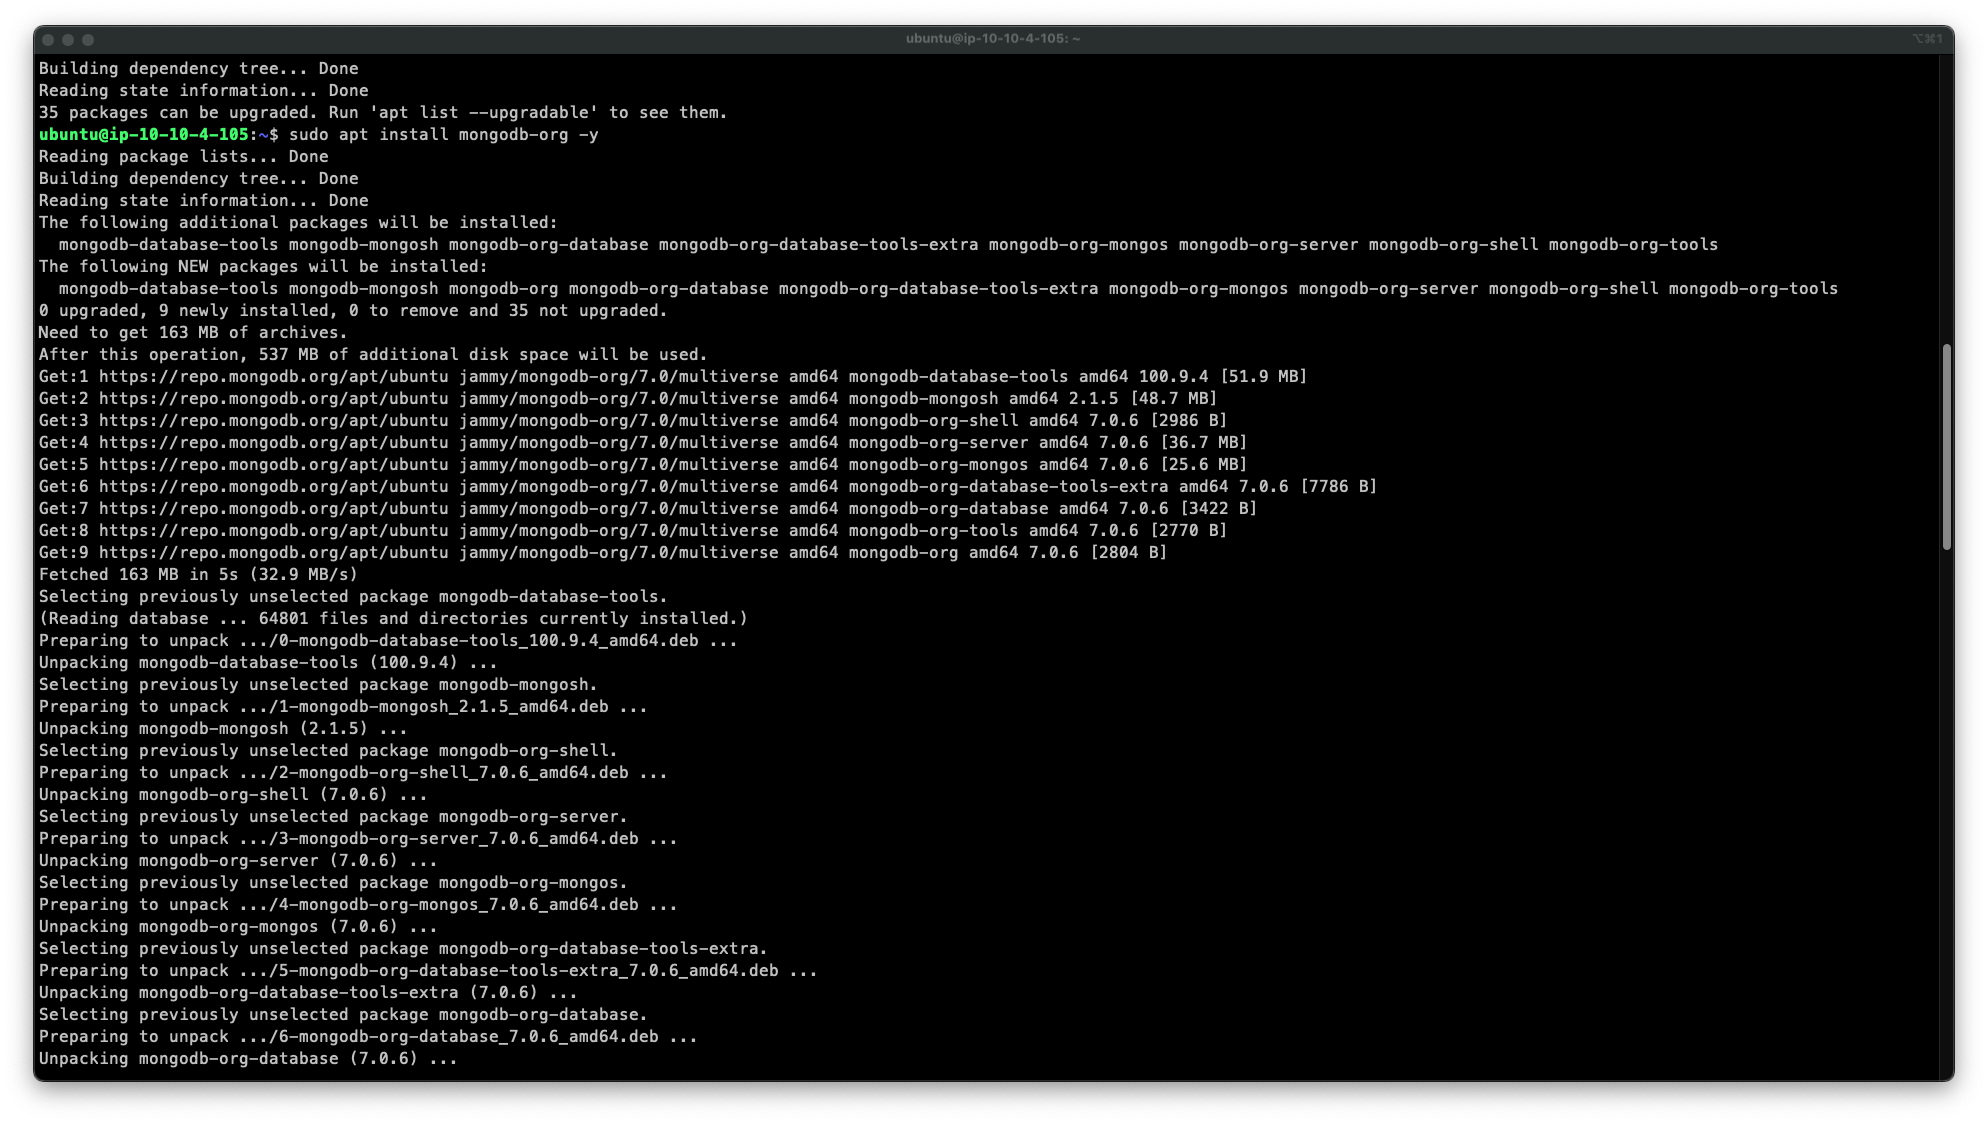 ubuntu@ip-10-10-4-105: ~
⌥⌘1
Building dependency tree... Done
Reading state information... Done
35 packages can be upgraded. Run 'apt list --upgradable' to see them.
ubuntu@ip-10-10-4-105:~$ sudo apt install mongodb-org -y
Reading package lists... Done
Building dependency tree... Done
Reading state information... Done
The following additional packages will be installed:
  mongodb-database-tools mongodb-mongosh mongodb-org-database mongodb-org-database-tools-extra mongodb-org-mongos mongodb-org-server mongodb-org-shell mongodb-org-tools
The following NEW packages will be installed:
  mongodb-database-tools mongodb-mongosh mongodb-org mongodb-org-database mongodb-org-database-tools-extra mongodb-org-mongos mongodb-org-server mongodb-org-shell mongodb-org-tools
0 upgraded, 9 newly installed, 0 to remove and 35 not upgraded.
Need to get 163 MB of archives.
After this operation, 537 MB of additional disk space will be used.
Get:1 https://repo.mongodb.org/apt/ubuntu jammy/mongodb-org/7.0/multiverse amd64 mongodb-database-tools amd64 100.9.4 [51.9 MB]
Get:2 https://repo.mongodb.org/apt/ubuntu jammy/mongodb-org/7.0/multiverse amd64 mongodb-mongosh amd64 2.1.5 [48.7 MB]
Get:3 https://repo.mongodb.org/apt/ubuntu jammy/mongodb-org/7.0/multiverse amd64 mongodb-org-shell amd64 7.0.6 [2986 B]
Get:4 https://repo.mongodb.org/apt/ubuntu jammy/mongodb-org/7.0/multiverse amd64 mongodb-org-server amd64 7.0.6 [36.7 MB]
Get:5 https://repo.mongodb.org/apt/ubuntu jammy/mongodb-org/7.0/multiverse amd64 mongodb-org-mongos amd64 7.0.6 [25.6 MB]
Get:6 https://repo.mongodb.org/apt/ubuntu jammy/mongodb-org/7.0/multiverse amd64 mongodb-org-database-tools-extra amd64 7.0.6 [7786 B]
Get:7 https://repo.mongodb.org/apt/ubuntu jammy/mongodb-org/7.0/multiverse amd64 mongodb-org-database amd64 7.0.6 [3422 B]
Get:8 https://repo.mongodb.org/apt/ubuntu jammy/mongodb-org/7.0/multiverse amd64 mongodb-org-tools amd64 7.0.6 [2770 B]
Get:9 https://repo.mongodb.org/apt/ubuntu jammy/mongodb-org/7.0/multiverse amd64 mongodb-org amd64 7.0.6 [2804 B]
Fetched 163 MB in 5s (32.9 MB/s)
Selecting previously unselected package mongodb-database-tools.
(Reading database ... 64801 files and directories currently installed.)
Preparing to unpack .../0-mongodb-database-tools_100.9.4_amd64.deb ...
Unpacking mongodb-database-tools (100.9.4) ...
Selecting previously unselected package mongodb-mongosh.
Preparing to unpack .../1-mongodb-mongosh_2.1.5_amd64.deb ...
Unpacking mongodb-mongosh (2.1.5) ...
Selecting previously unselected package mongodb-org-shell.
Preparing to unpack .../2-mongodb-org-shell_7.0.6_amd64.deb ...
Unpacking mongodb-org-shell (7.0.6) ...
Selecting previously unselected package mongodb-org-server.
Preparing to unpack .../3-mongodb-org-server_7.0.6_amd64.deb ...
Unpacking mongodb-org-server (7.0.6) ...
Selecting previously unselected package mongodb-org-mongos.
Preparing to unpack .../4-mongodb-org-mongos_7.0.6_amd64.deb ...
Unpacking mongodb-org-mongos (7.0.6) ...
Selecting previously unselected package mongodb-org-database-tools-extra.
Preparing to unpack .../5-mongodb-org-database-tools-extra_7.0.6_amd64.deb ...
Unpacking mongodb-org-database-tools-extra (7.0.6) ...
Selecting previously unselected package mongodb-org-database.
Preparing to unpack .../6-mongodb-org-database_7.0.6_amd64.deb ...
Unpacking mongodb-org-database (7.0.6) ...